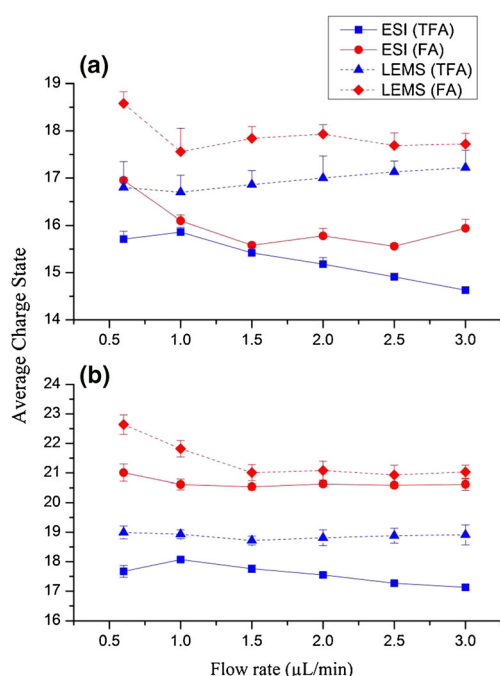 ESI (TFA)
ESI (FA)
LEMS (TFA)
LEMS (FA)
(a)
19
18
17
16
15
14
0.5 1.0 1.5 2.0 2.5 3.0
Average Charge State
(b)
24
23
22
21
20
19
18
17
16
0.5 1.0 1.5 2.0 2.5 3.0
Flow rate (μL/min)